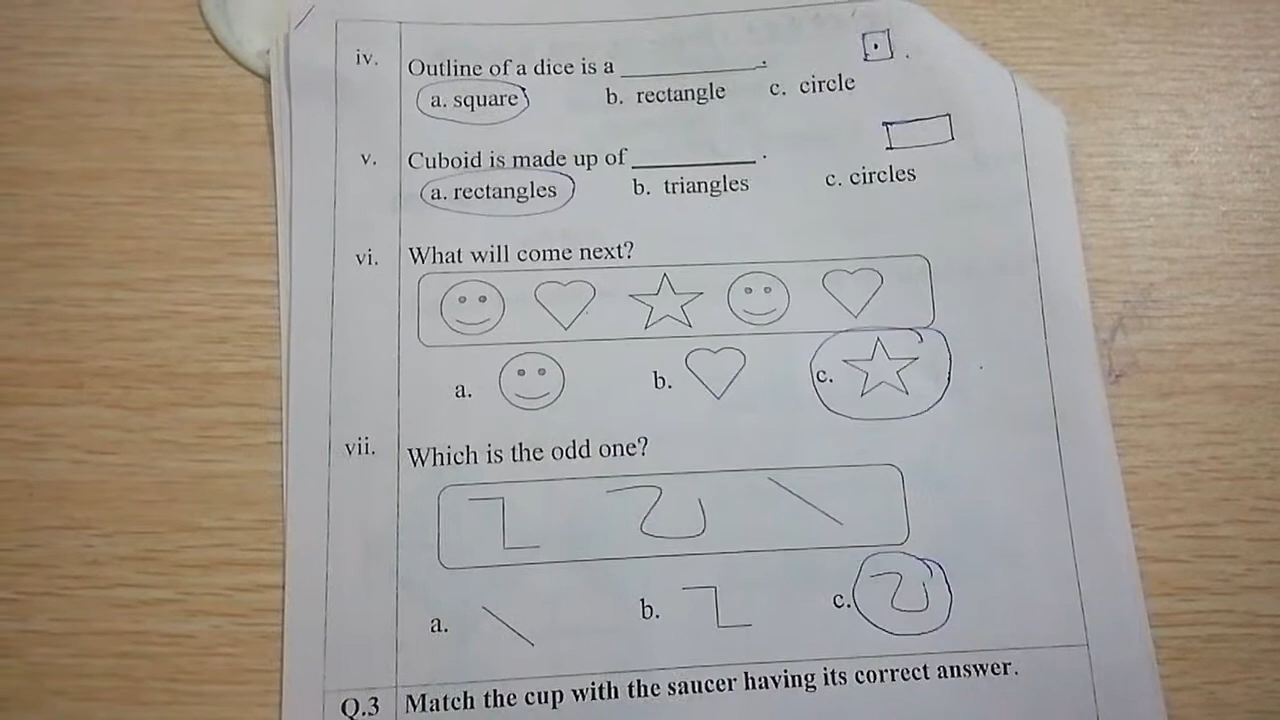 iv. Outline of a dice is a __________.
a. square b. rectangle c. circle
v. Cuboid is made up of __________.
a. rectangles b. triangles c. circles
vi. What will come next?
a. b. c.
vii. Which is the odd one?
a. b. c.
Q.3 Match the cup with the saucer having its correct answer.